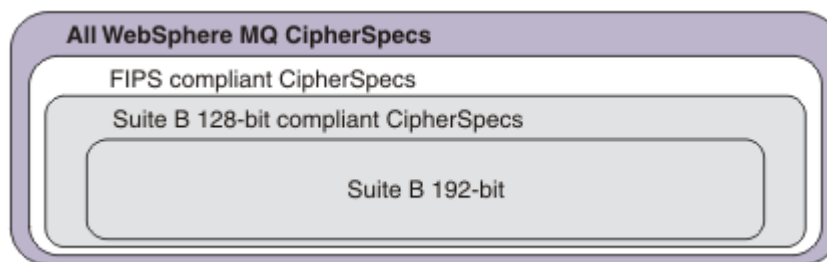 All WebSphere MQ CipherSpecs
FIPS compliant CipherSpecs
Suite B 128-bit compliant CipherSpecs
Suite B 192-bit